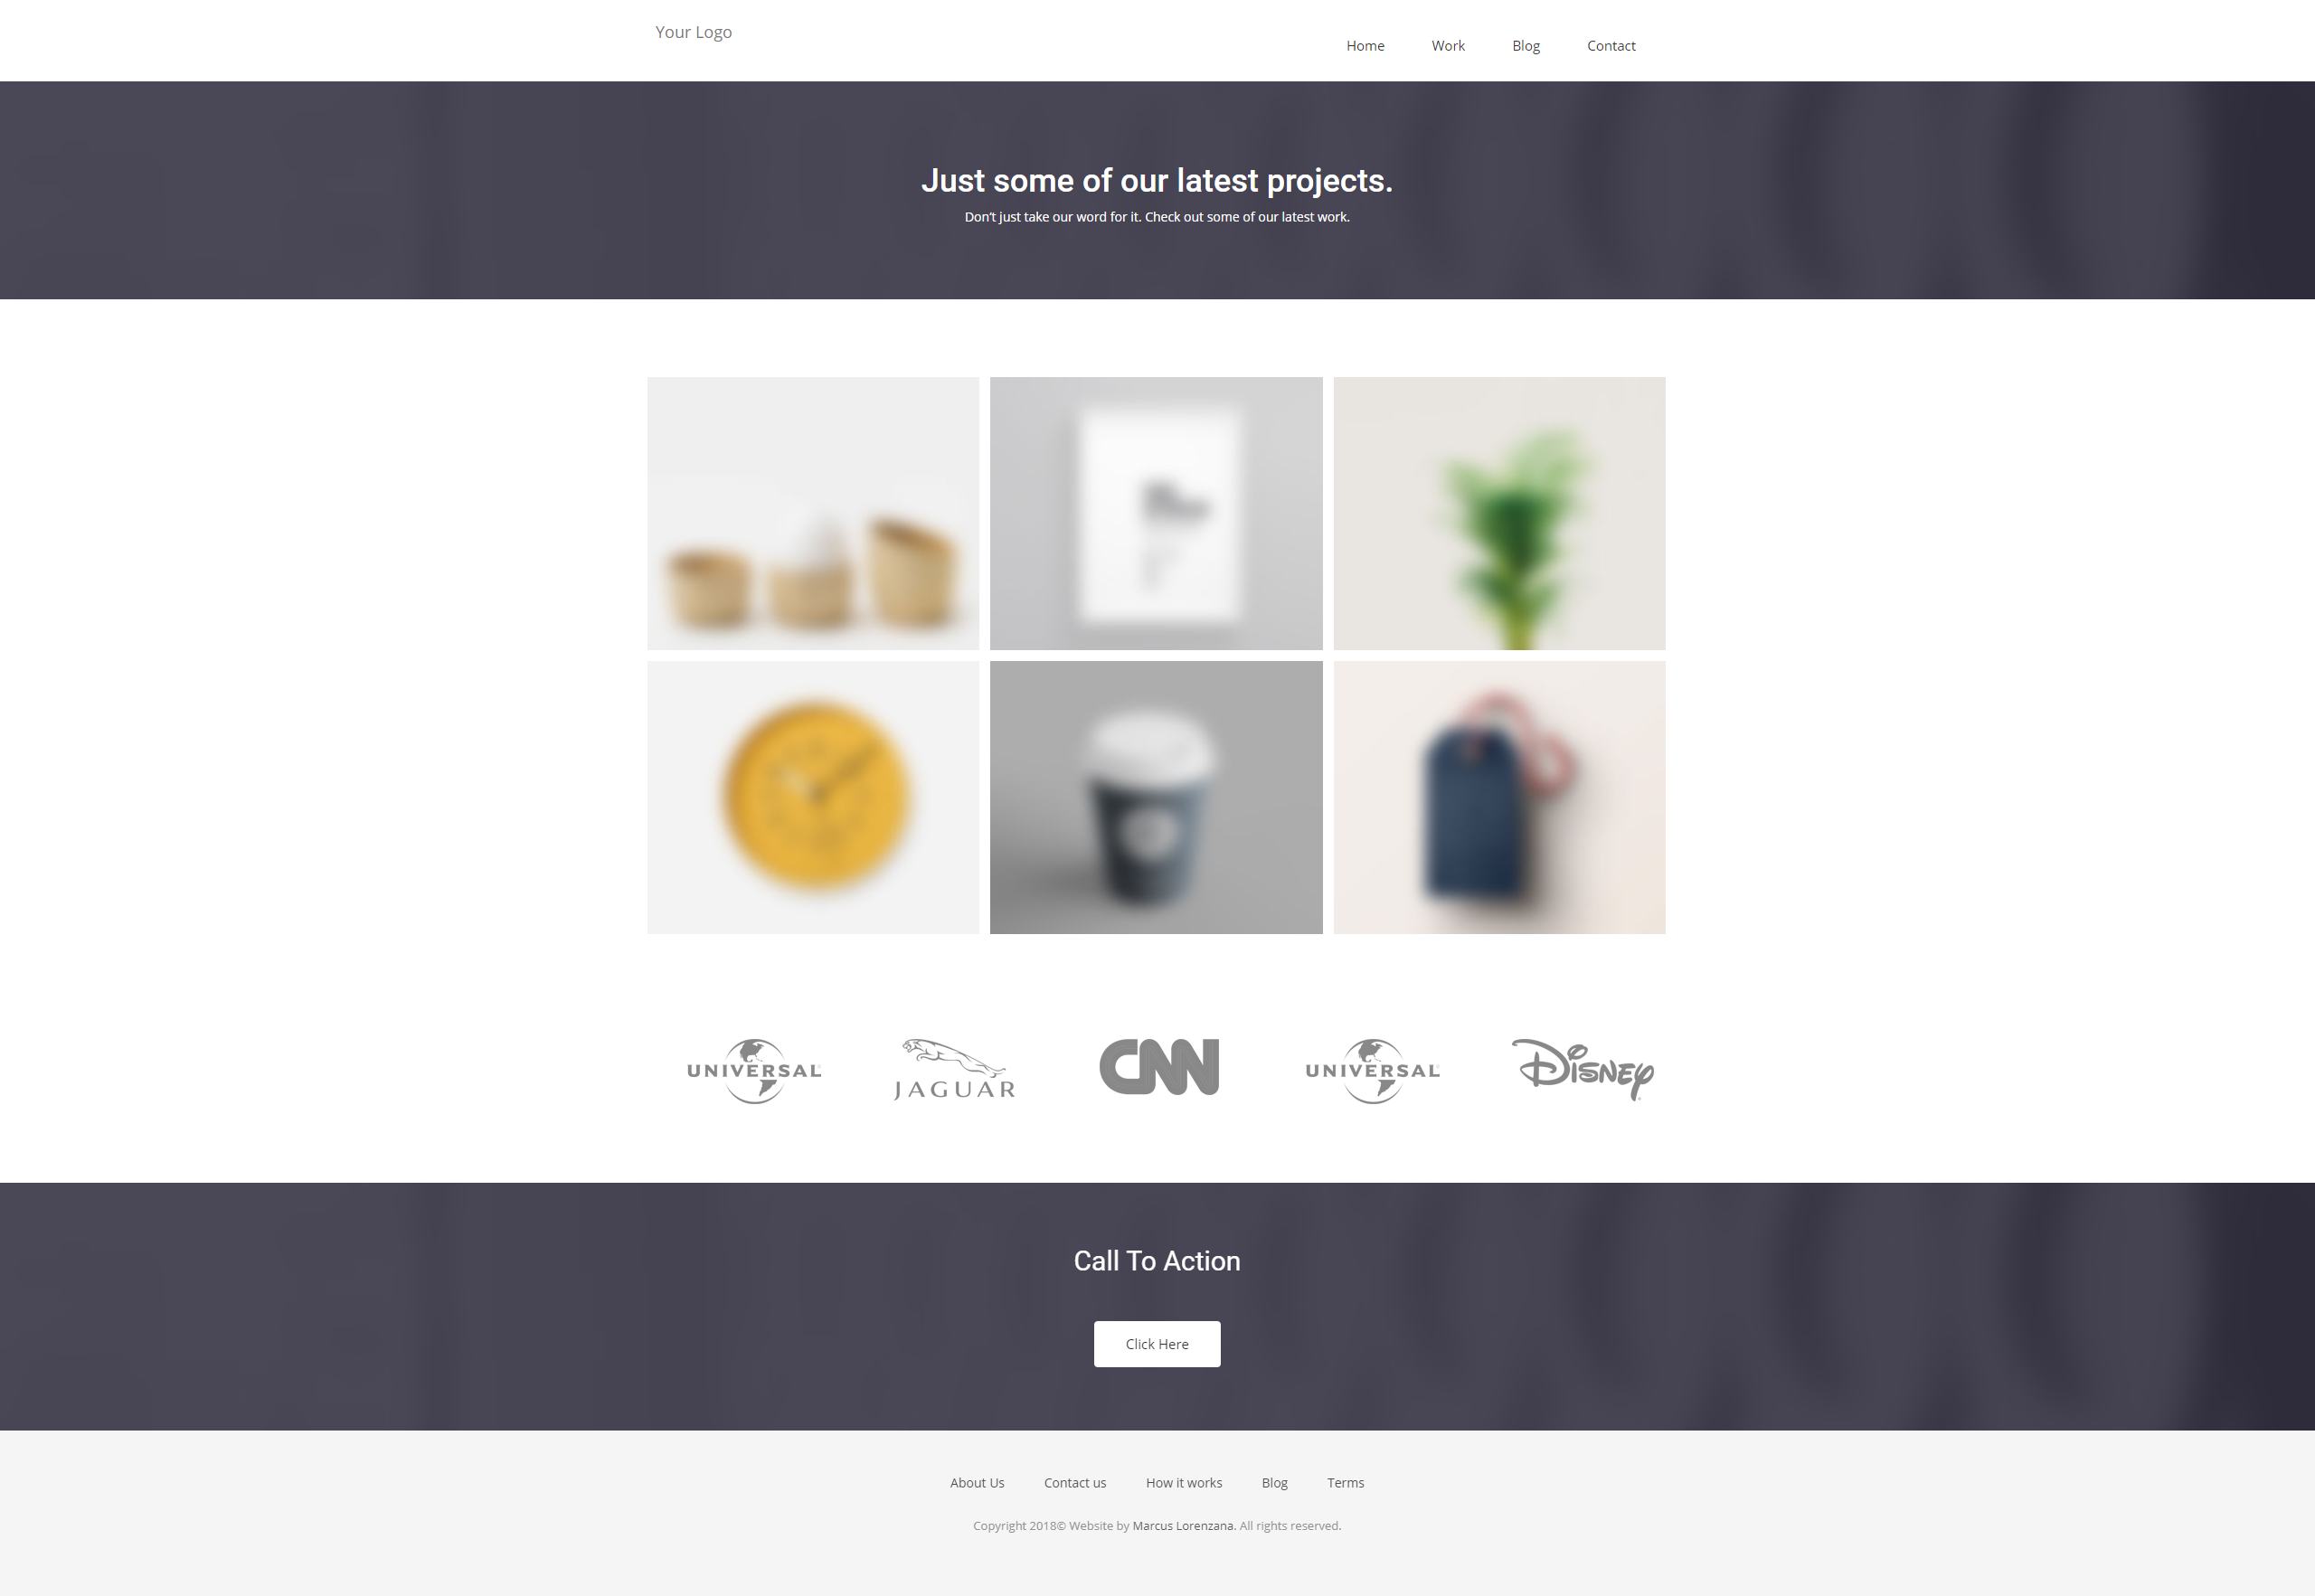 Your Logo
Home Work Blog Contact
Just some of our latest projects.
Don't just take our word for it. Check out some of our latest work.
UNIVERSAL JAGUAR CNN UNIVERSAL Disney
Call To Action
Click Here
About Us Contact us How it works Blog Terms
Copyright 2018© Website by Marcus Lorenzana. All rights reserved.